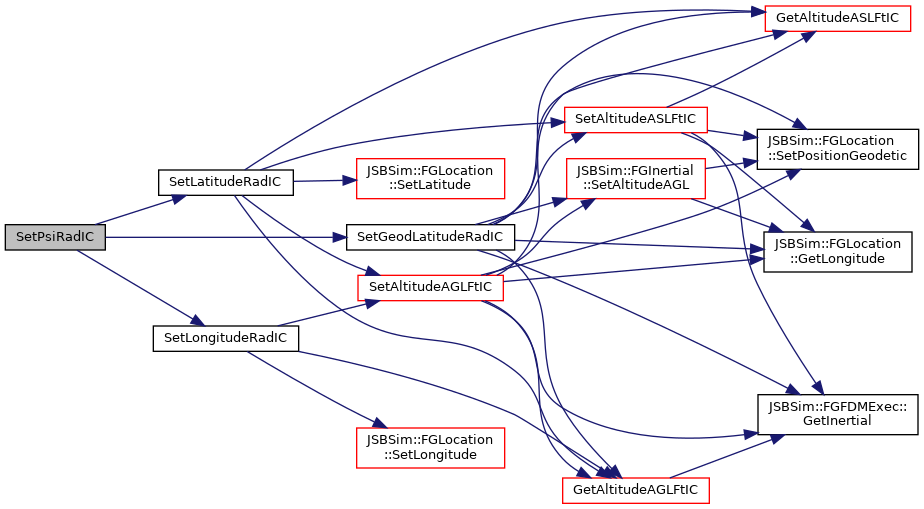 GetAltitudeASLFtIC
SetAltitudeASLFtIC
JSBSim::FGLocation
::SetPositionGeodetic
JSBSim::FGLocation
::SetLatitude
JSBSim::FGInertial
::SetAltitudeAGL
SetLatitudeRadIC
SetPsiRadIC
SetGeodLatitudeRadIC
JSBSim::FGLocation
::GetLongitude
SetAltitudeAGLFtIC
SetLongitudeRadIC
JSBSim::FGFDMExec::
GetInertial
JSBSim::FGLocation
::SetLongitude
GetAltitudeAGLFtIC